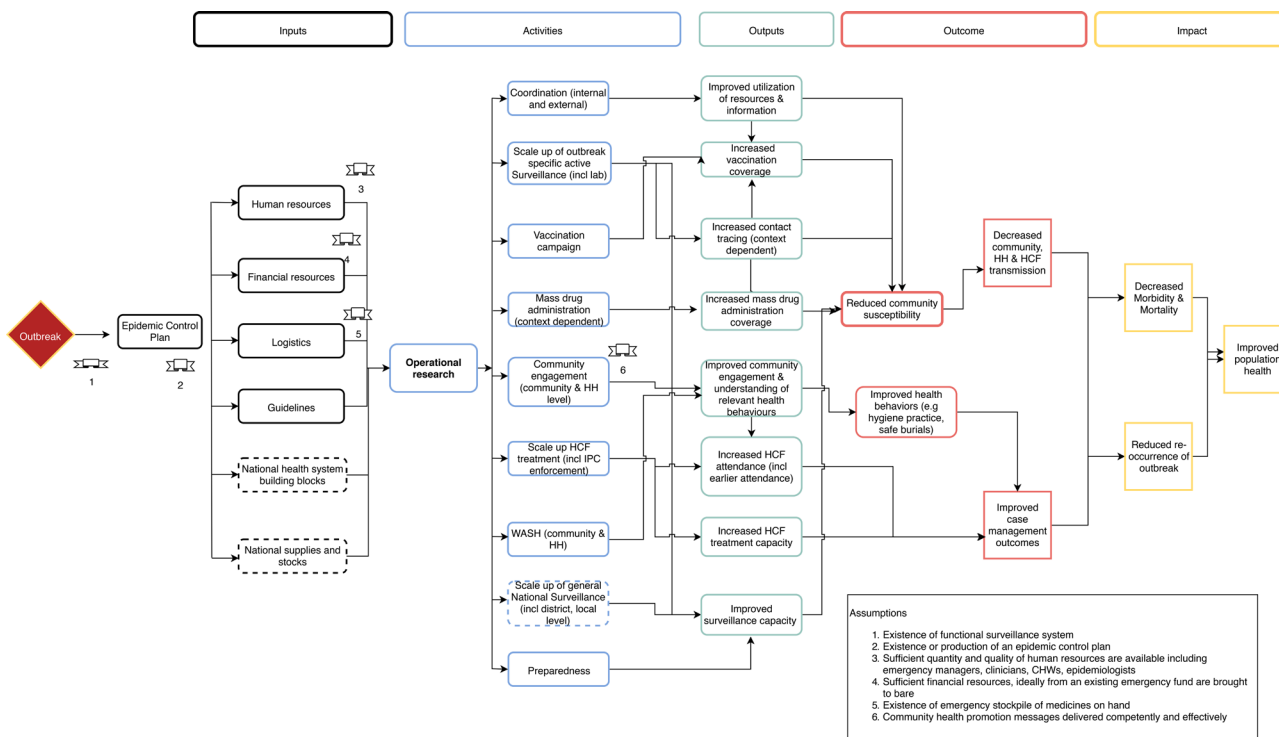 Inputs
Activities
Outputs
Outcome
Impact
Outbreak
1
Epidemic Control
Plan
2
3
Human resources
4
Financial resources
Logistics
5
Guidelines
National health system
building blocks
National supplies and
stocks
Operational
research
Coordination (internal
and external)
Scale up of outbreak
specific active
Surveillance (incl lab)
Vaccination
campaign
Mass drug
administration
(context dependent)
Community
engagement
(community & HH
level)
6
Scale up HCF
treatment (incl IPC
enforcement)
WASH (community &
HH)
Scale up of general
National Surveillance
(incl district, local
level)
Preparedness
Improved utilization
of resources &
information
Increased
vaccination
coverage
Increased contact
tracing (context
dependent)
Increased mass drug
administration
coverage
Improved community
engagement &
understanding of
relevant health
behaviours
Increased HCF
attendance (incl
earlier attendance)
Increased HCF
treatment capacity
Improved
surveillance capacity
Reduced community
susceptibility
Improved health
behaviors (e.g
hygiene practice,
safe burials)
Decreased
community,
HH & HCF
transmission
Improved
case
management
outcomes
Decreased
Morbidity &
Mortality
Reduced re-
occurrence of
outbreak
Improved
population
health
Assumptions
1. Existence of functional surveillance system
2. Existence or production of an epidemic control plan
3. Sufficient quantity and quality of human resources are available including
emergency managers, clinicians, CHWs, epidemiologists
4. Sufficient financial resources, ideally from an existing emergency fund are brought
to bare
5. Existence of emergency stockpile of medicines on hand
6. Community health promotion messages delivered competently and effectively